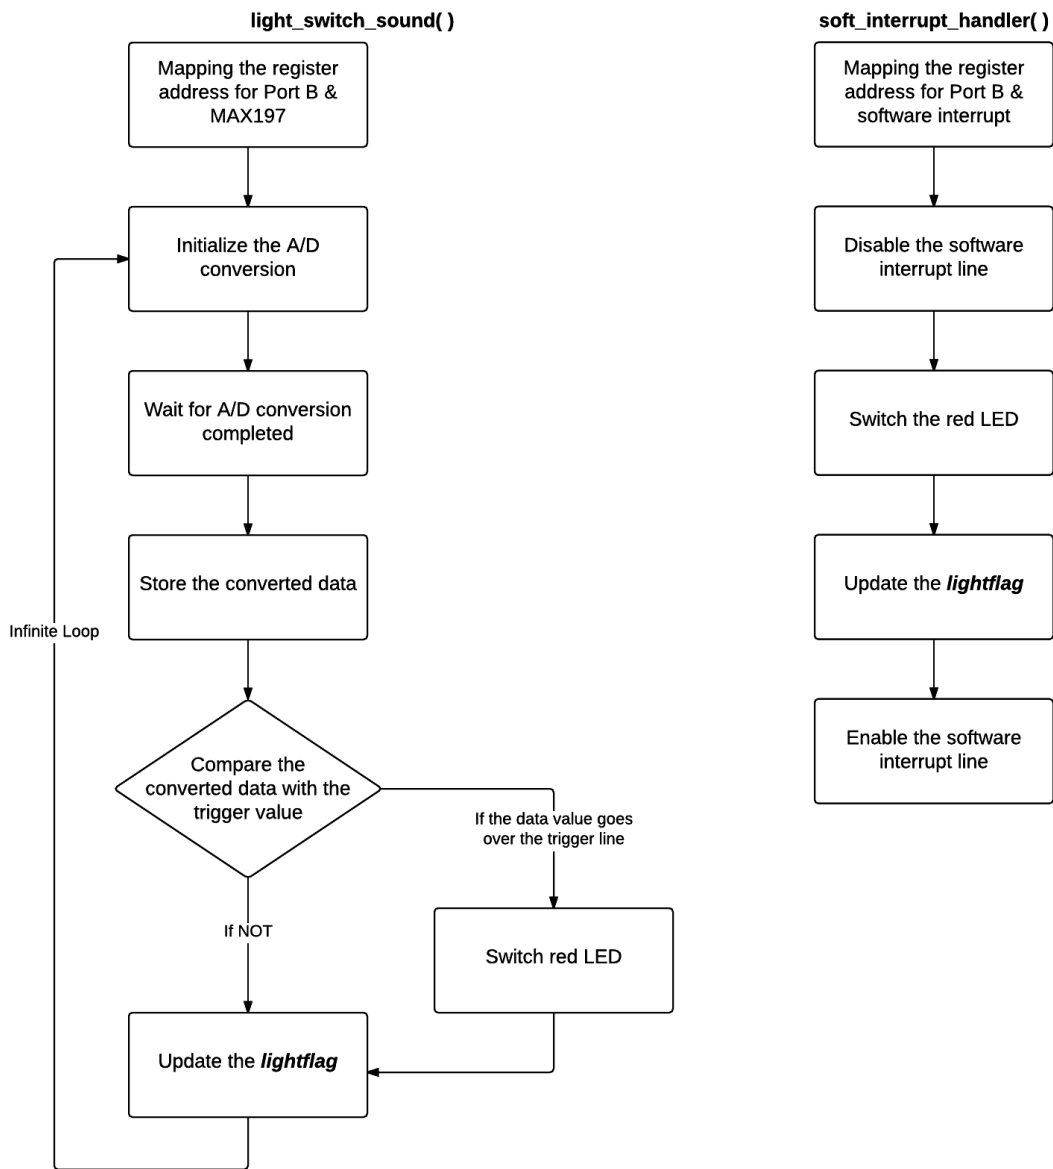 light_switch_sound( )
Mapping the register
address for Port B &
MAX197
Initialize the A/D
conversion
Wait for A/D conversion
completed
Store the converted data
Infinite Loop
Compare the
converted data with the
trigger value
If the data value goes
over the trigger line
If NOT
Switch red LED
Update the lightflag
soft_interrupt_handler( )
Mapping the register
address for Port B &
software interrupt
Disable the software
interrupt line
Switch the red LED
Update the lightflag
Enable the software
interrupt line